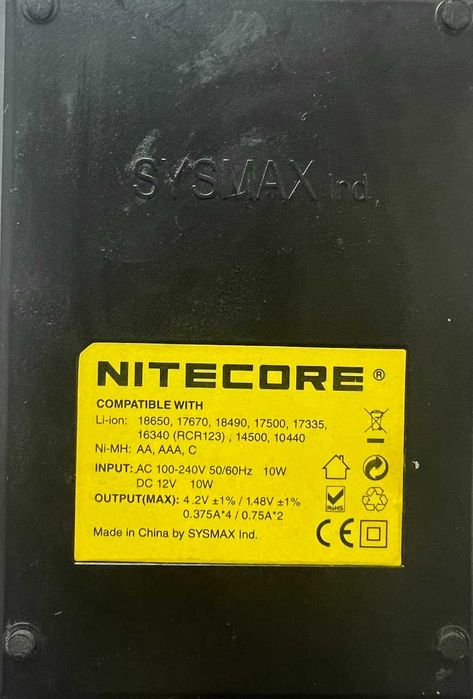 SYSMAX Ind.
NITECORE ®
COMPATIBLE WITH
Li-ion: 18650, 17670, 18490, 17500, 17335,
16340 (RCR123) , 14500, 10440
Ni-MH: AA, AAA, C
INPUT: AC 100-240V 50/60Hz 10W
DC 12V 10W
OUTPUT(MAX): 4.2V ±1% / 1.48V ±1%
0.375A*4 / 0.75A*2
Made in China by SYSMAX Ind.
RoHS
CE